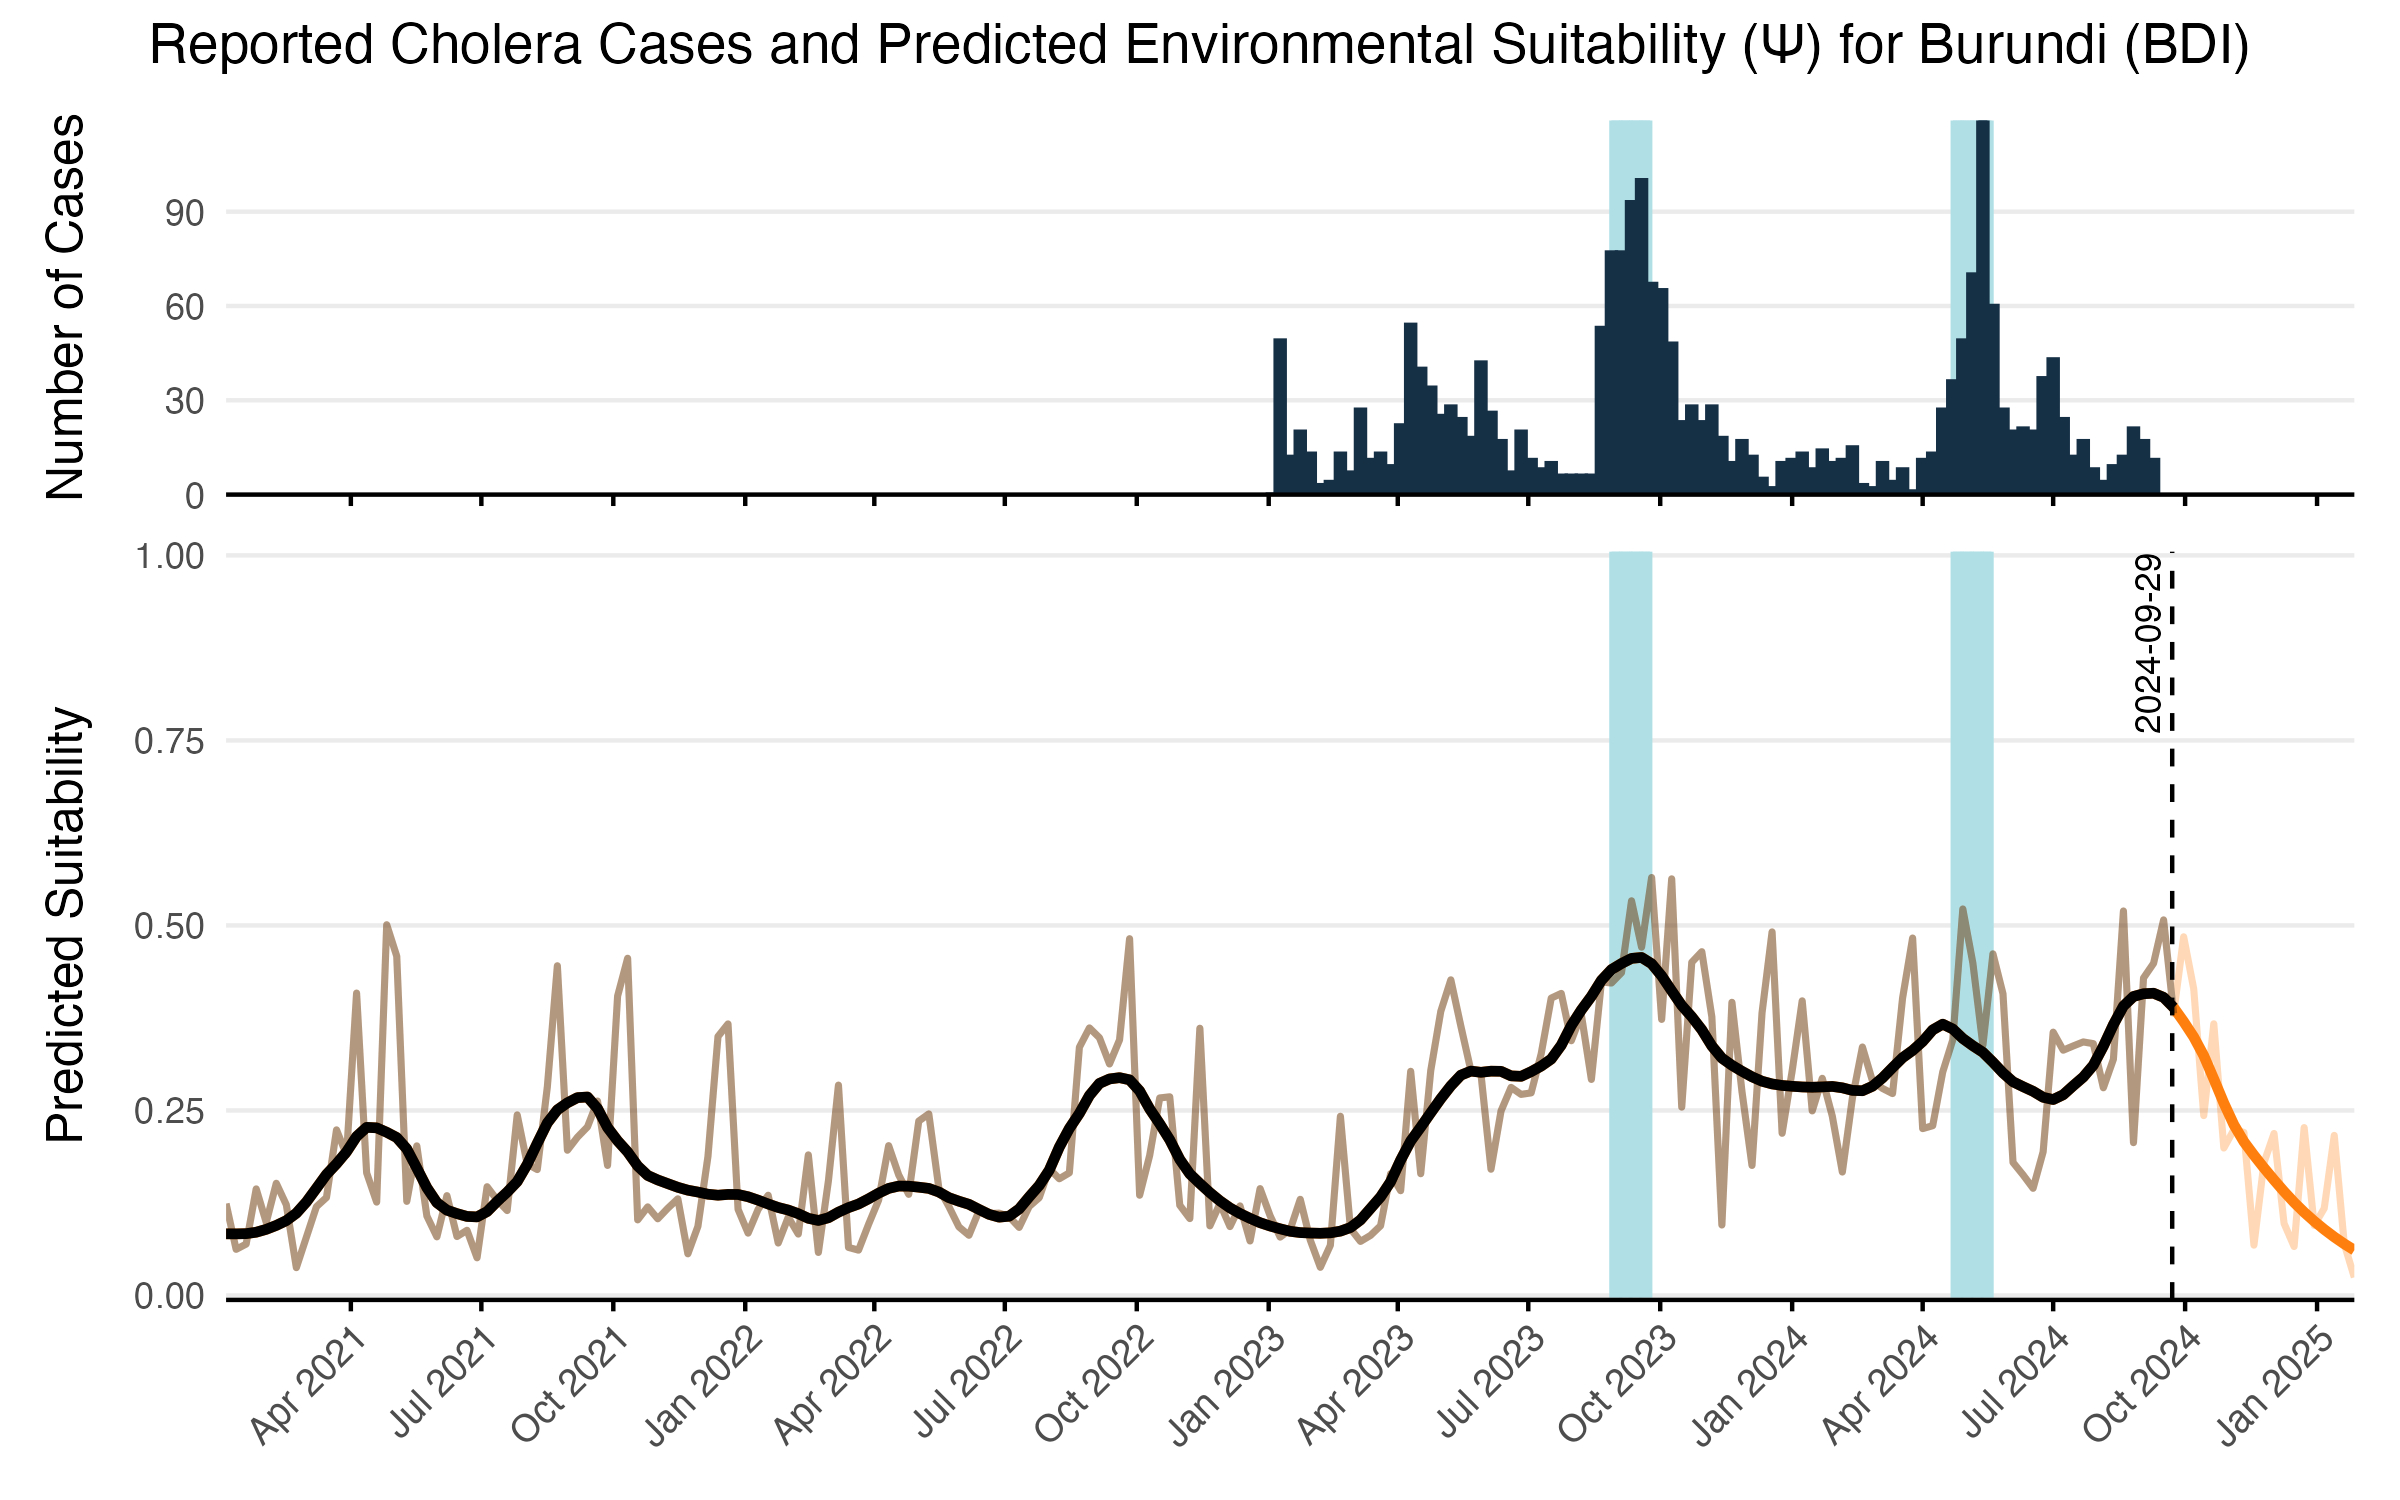 Reported Cholera Cases and Predicted Environmental Suitability (Ψ) for Burundi (BDI)
Number of Cases
90
60
30
0
Predicted Suitability
1.00
0.75
0.50
0.25
0.00
2024-09-29
Apr 2021
Jul 2021
Oct 2021
Jan 2022
Apr 2022
Jul 2022
Oct 2022
Jan 2023
Apr 2023
Jul 2023
Oct 2023
Jan 2024
Apr 2024
Jul 2024
Oct 2024
Jan 2025